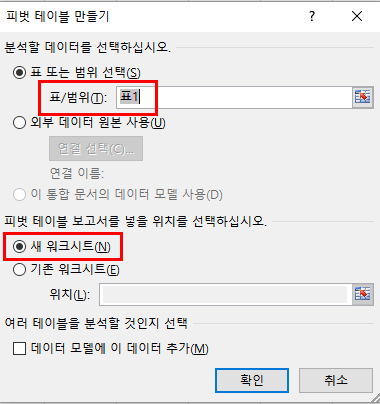 피벗 테이블 만들기 ? ×
분석할 데이터를 선택하십시오.
표 또는 범위 선택(S)
표/범위(T): 표1
외부 데이터 원본 사용(U)
연결 선택(C)...
연결 이름:
이 통합 문서의 데이터 모델 사용(D)
피벗 테이블 보고서를 넣을 위치를 선택하십시오.
새 워크시트(N)
기존 워크시트(E)
위치(L):
여러 테이블을 분석할 것인지 선택
데이터 모델에 이 데이터 추가(M)
확인 취소